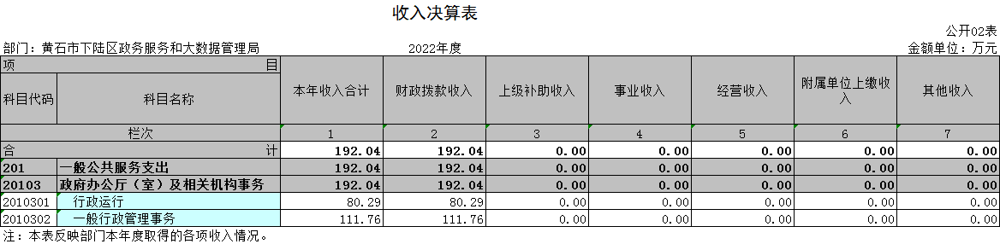 收入决算表
公开02表
部门：黄石市下陆区政务服务和大数据管理局 2022年度 金额单位：万元
项 目 本年收入合计 财政拨款收入 上级补助收入 事业收入 经营收入 附属单位上缴收入 其他收入
科目代码 科目名称
栏次 1 2 3 4 5 6 7
合 计 192.04 192.04 0.00 0.00 0.00 0.00 0.00
201 一般公共服务支出 192.04 192.04 0.00 0.00 0.00 0.00 0.00
20103 政府办公厅（室）及相关机构事务 192.04 192.04 0.00 0.00 0.00 0.00 0.00
2010301 行政运行 80.29 80.29 0.00 0.00 0.00 0.00 0.00
2010302 一般行政管理事务 111.76 111.76 0.00 0.00 0.00 0.00 0.00
注：本表反映部门本年度取得的各项收入情况。